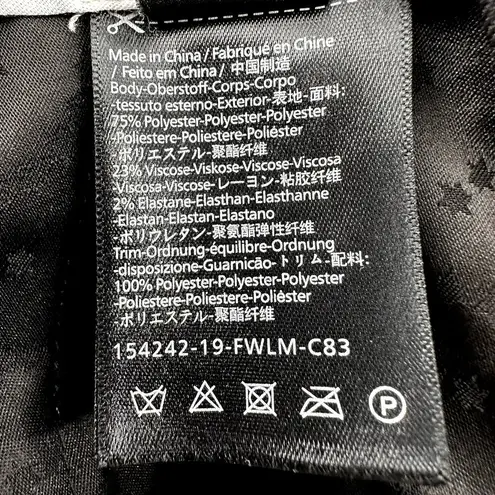 Made in China / Fabriqué en Chine
/ Feito em China / 中国制造
Body-Oberstoff-Corps-Corpo
-tessuto esterno-Exterior-表地-面料:
75% Polyester-Polyester-Polyester
-Poliestere-Poliestere-Poliéster
-ポリエステル-聚酯纤维
23% Viscose-Viskose-Viscose-Viscosa
-Viscosa-Viscose-レーヨン-粘胶纤维
2% Elastane-Elasthan-Elasthanne
-Elastan-Elastan-Elastano
-ポリウレタン-聚氨酯弹性纤维
Trim-Ordnung-équilibre-Ordnung
-disposizione-Guarnicão-トリム-配料:
100% Polyester-Polyester-Polyester
-Poliestere-Poliestere-Poliéster
-ポリエステル-聚酯纤维
154242-19-FWLM-C83
P